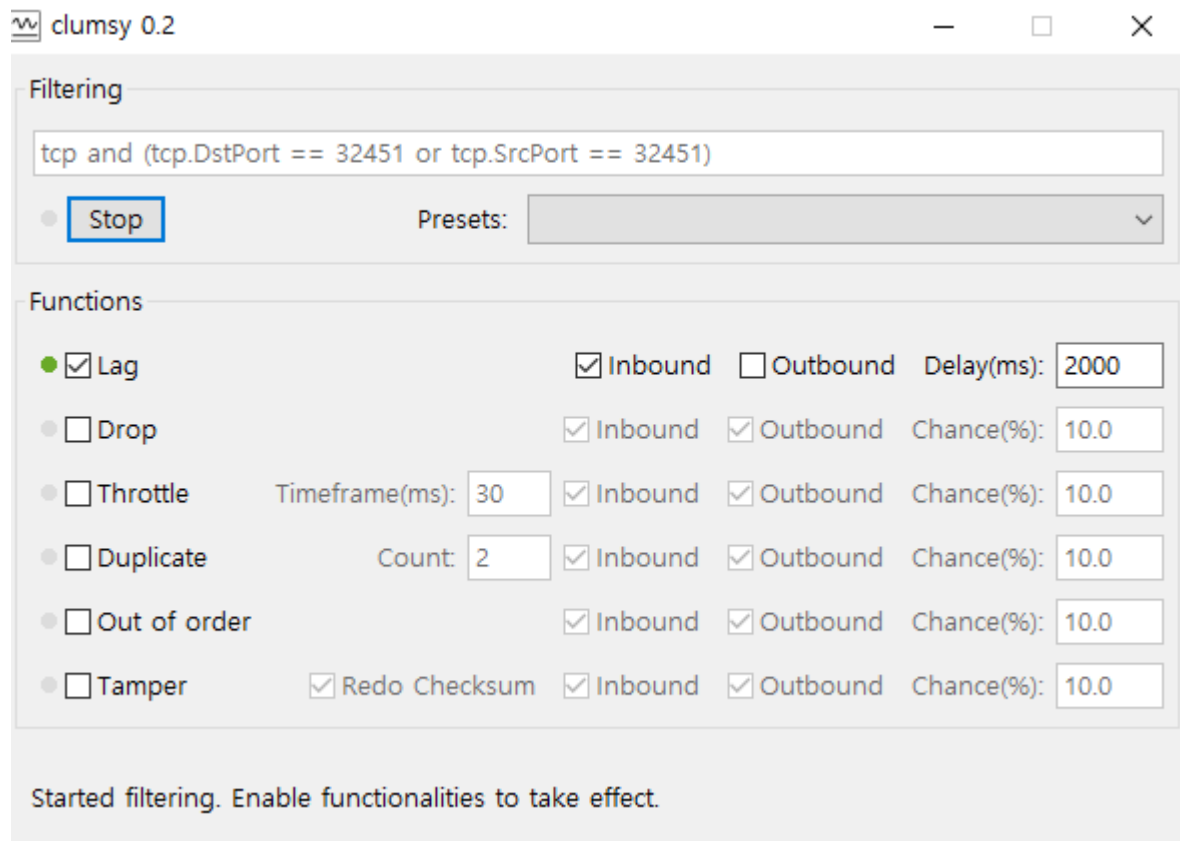 clumsy 0.2
Filtering
tcp and (tcp.DstPort == 32451 or tcp.SrcPort == 32451)
Stop Presets:
Functions
Lag Inbound Outbound Delay(ms): 2000
Drop Inbound Outbound Chance(%): 10.0
Throttle Timeframe(ms): 30 Inbound Outbound Chance(%): 10.0
Duplicate Count: 2 Inbound Outbound Chance(%): 10.0
Out of order Inbound Outbound Chance(%): 10.0
Tamper Redo Checksum Inbound Outbound Chance(%): 10.0
Started filtering. Enable functionalities to take effect.